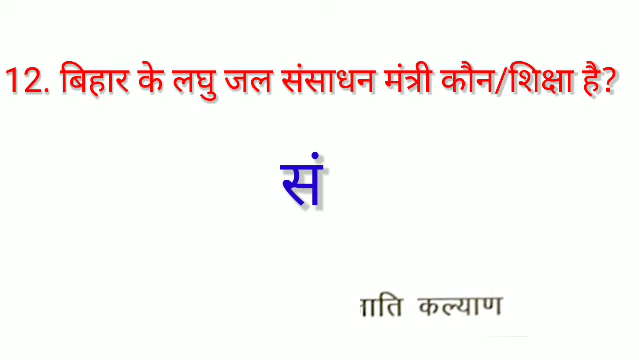 12. बिहार के लघु जल संसाधन मंत्री कौन/शिक्षा है?
सं
कल्याण